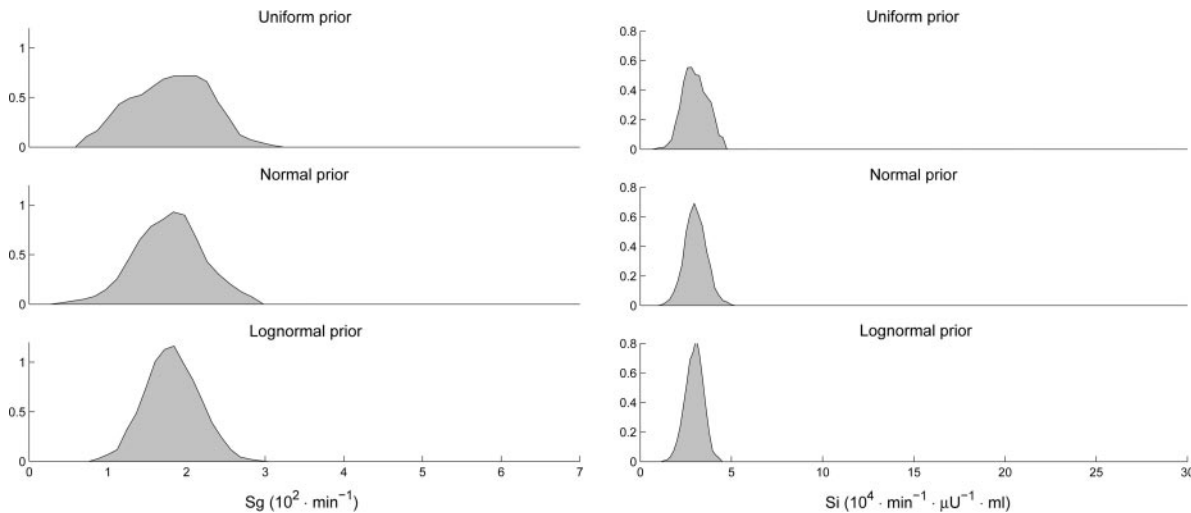 Uniform prior
1
0.5
0
Normal prior
1
0.5
0
Lognormal prior
1
0.5
0
0 1 2 3 4 5 6 7
Sg (10² · min⁻¹)
Uniform prior
0.8
0.6
0.4
0.2
0
Normal prior
0.8
0.6
0.4
0.2
0
Lognormal prior
0.8
0.6
0.4
0.2
0
0 5 10 15 20 25 30
Si (10⁴ · min⁻¹ · μU⁻¹ · ml)